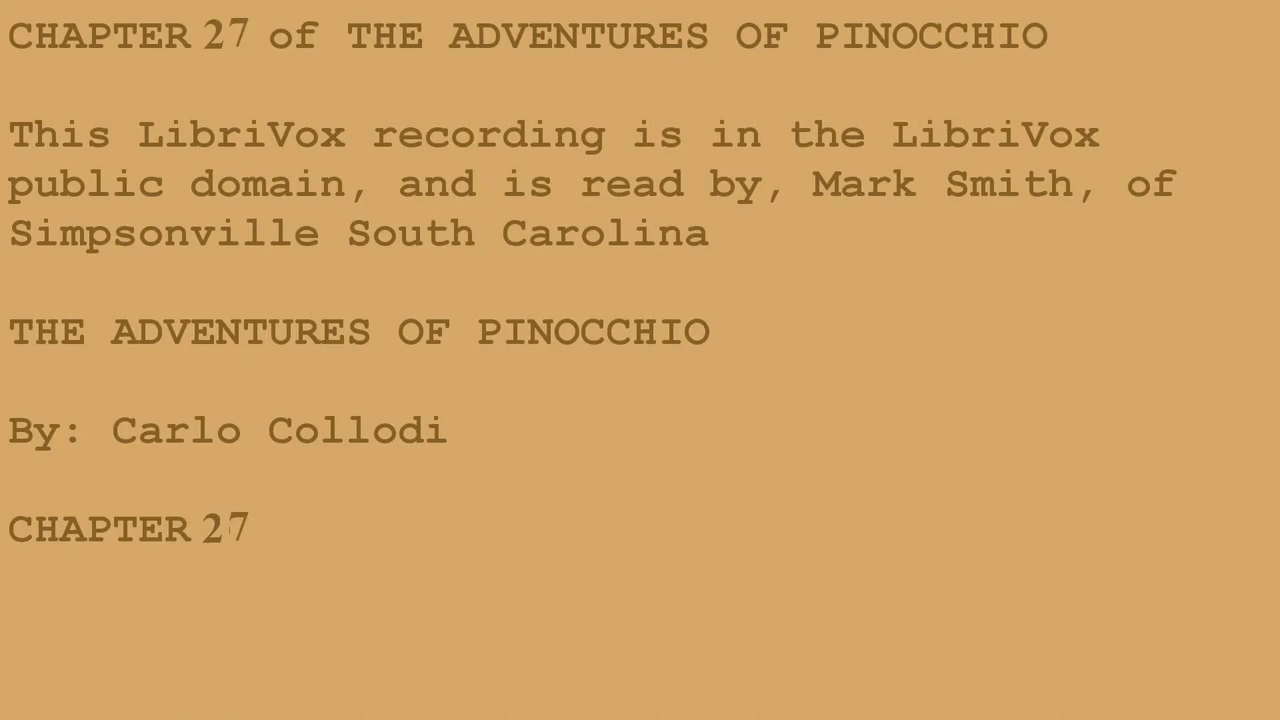 CHAPTER 27 of THE ADVENTURES OF PINOCCHIO
This LibriVox recording is in the LibriVox
public domain, and is read by, Mark Smith, of
Simpsonville South Carolina
THE ADVENTURES OF PINOCCHIO
By: Carlo Collodi
CHAPTER 27